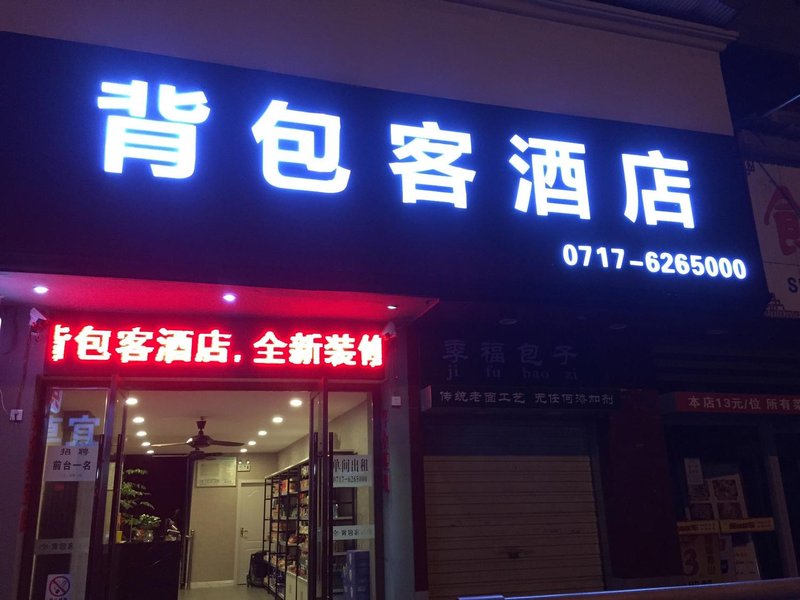 背包客酒店
0717-6265000
背包客酒店,全新装修
季福包子
ji fu bao zi
传统老面工艺 无任何添加剂
本店13元/位 所有菜
招聘
前台一名
单间出租
0717-6265000
背包客